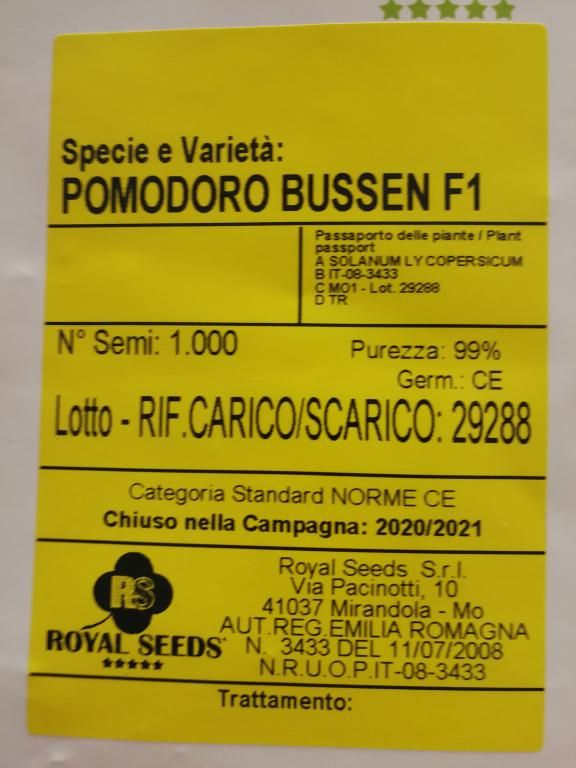 Specie e Varietà:
POMODORO BUSSEN F1
Passaporto delle piante / Plant
passport
A SOLANUM LYCOPERSICUM
B IT-08-3433
C MO1 - Lot. 29288
D TR
N° Semi: 1.000
Purezza: 99%
Germ.: CE
Lotto - RIF.CARICO/SCARICO: 29288
Categoria Standard NORME CE
Chiuso nella Campagna: 2020/2021
RS
ROYAL SEEDS
Royal Seeds S.r.l.
Via Pacinotti, 10
41037 Mirandola - Mo
AUT.REG.EMILIA ROMAGNA
N. 3433 DEL 11/07/2008
N.R.U.O.P.IT-08-3433
Trattamento: